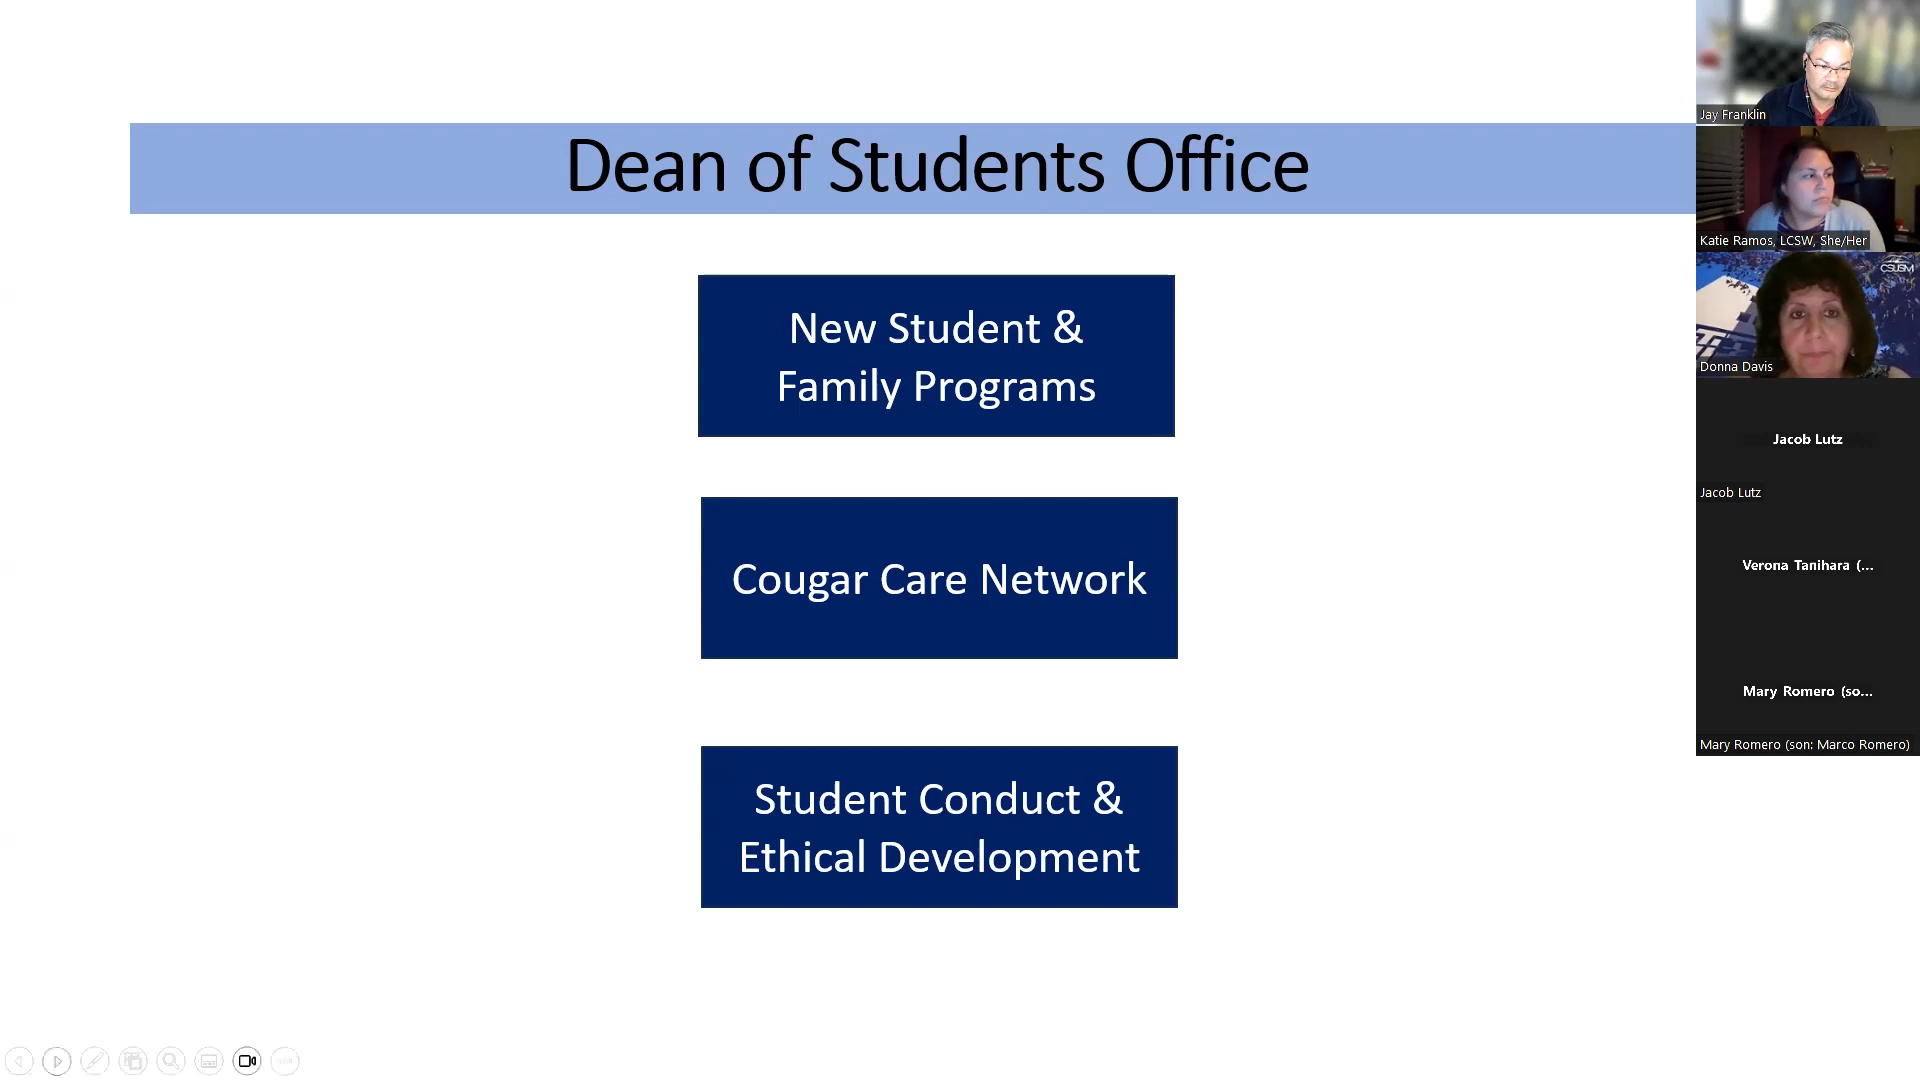 Dean of Students Office
New Student &
Family Programs
Cougar Care Network
Student Conduct &
Ethical Development
Jay Franklin
Katie Ramos, LCSW, She/Her
CSUSM
Donna Davis
Jacob Lutz
Jacob Lutz
Verona Tanihara (...
Mary Romero (so...
Mary Romero (son: Marco Romero)